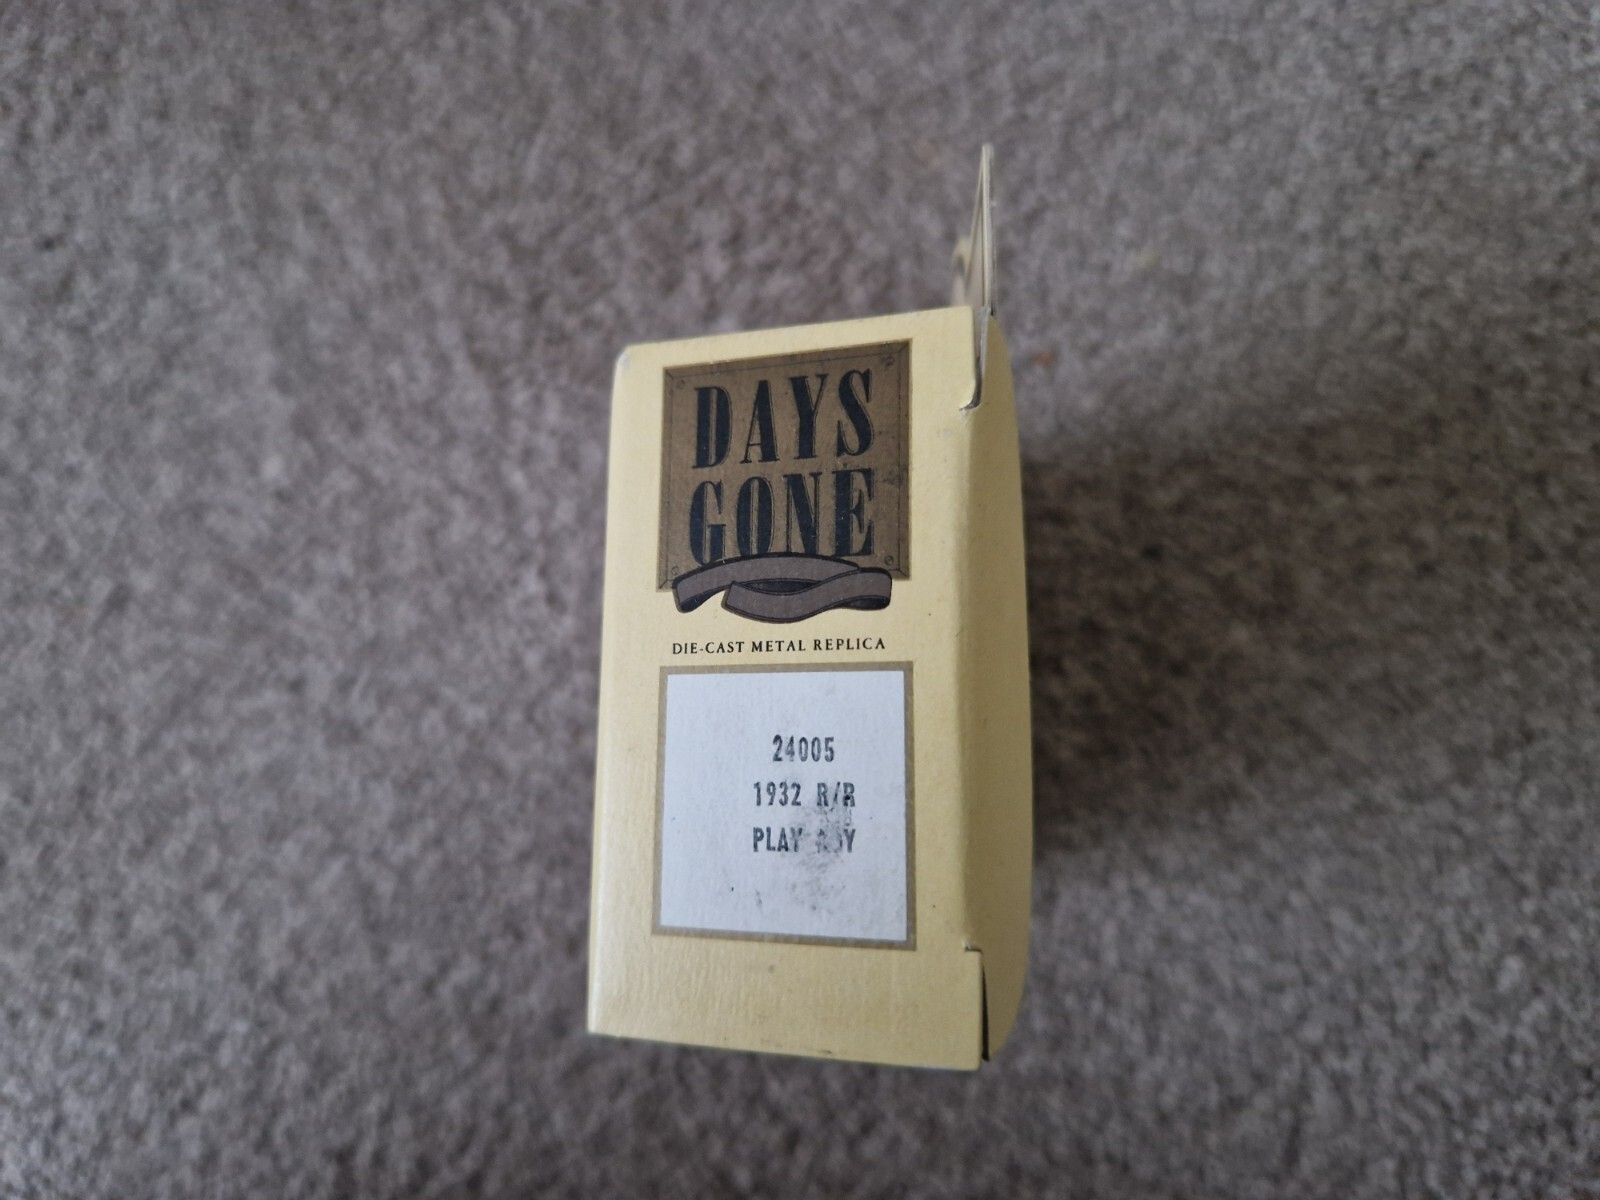 DAYS
GONE
DIE-CAST METAL REPLICA
24005
1932 R/R
PLAY